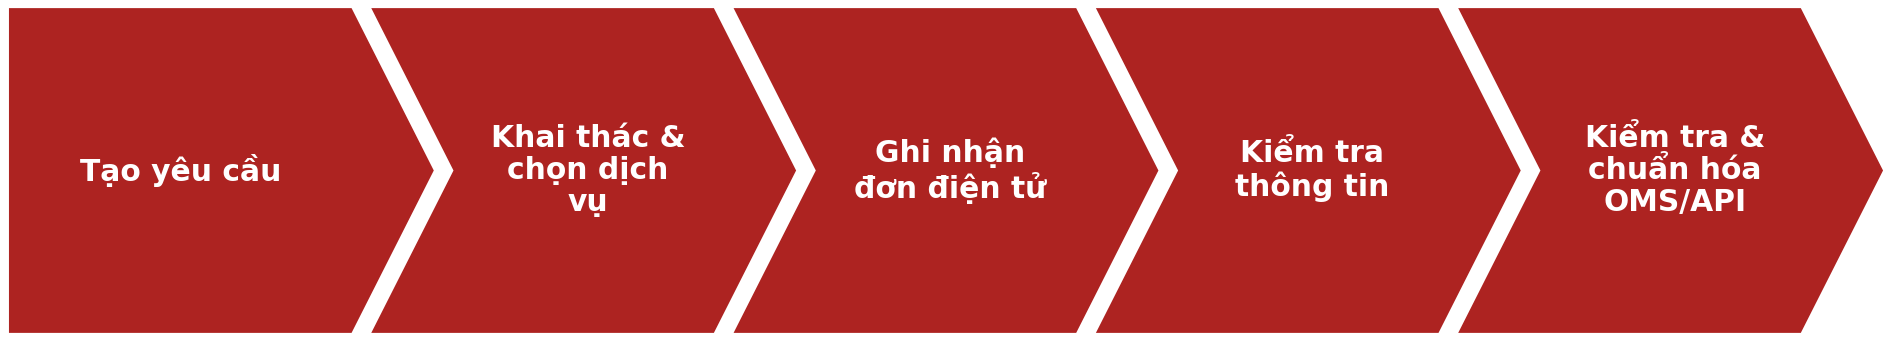 Tạo yêu cầu
Khai thác &
chọn dịch
vụ
Ghi nhận
đơn điện tử
Kiểm tra
thông tin
Kiểm tra &
chuẩn hóa
OMS/API